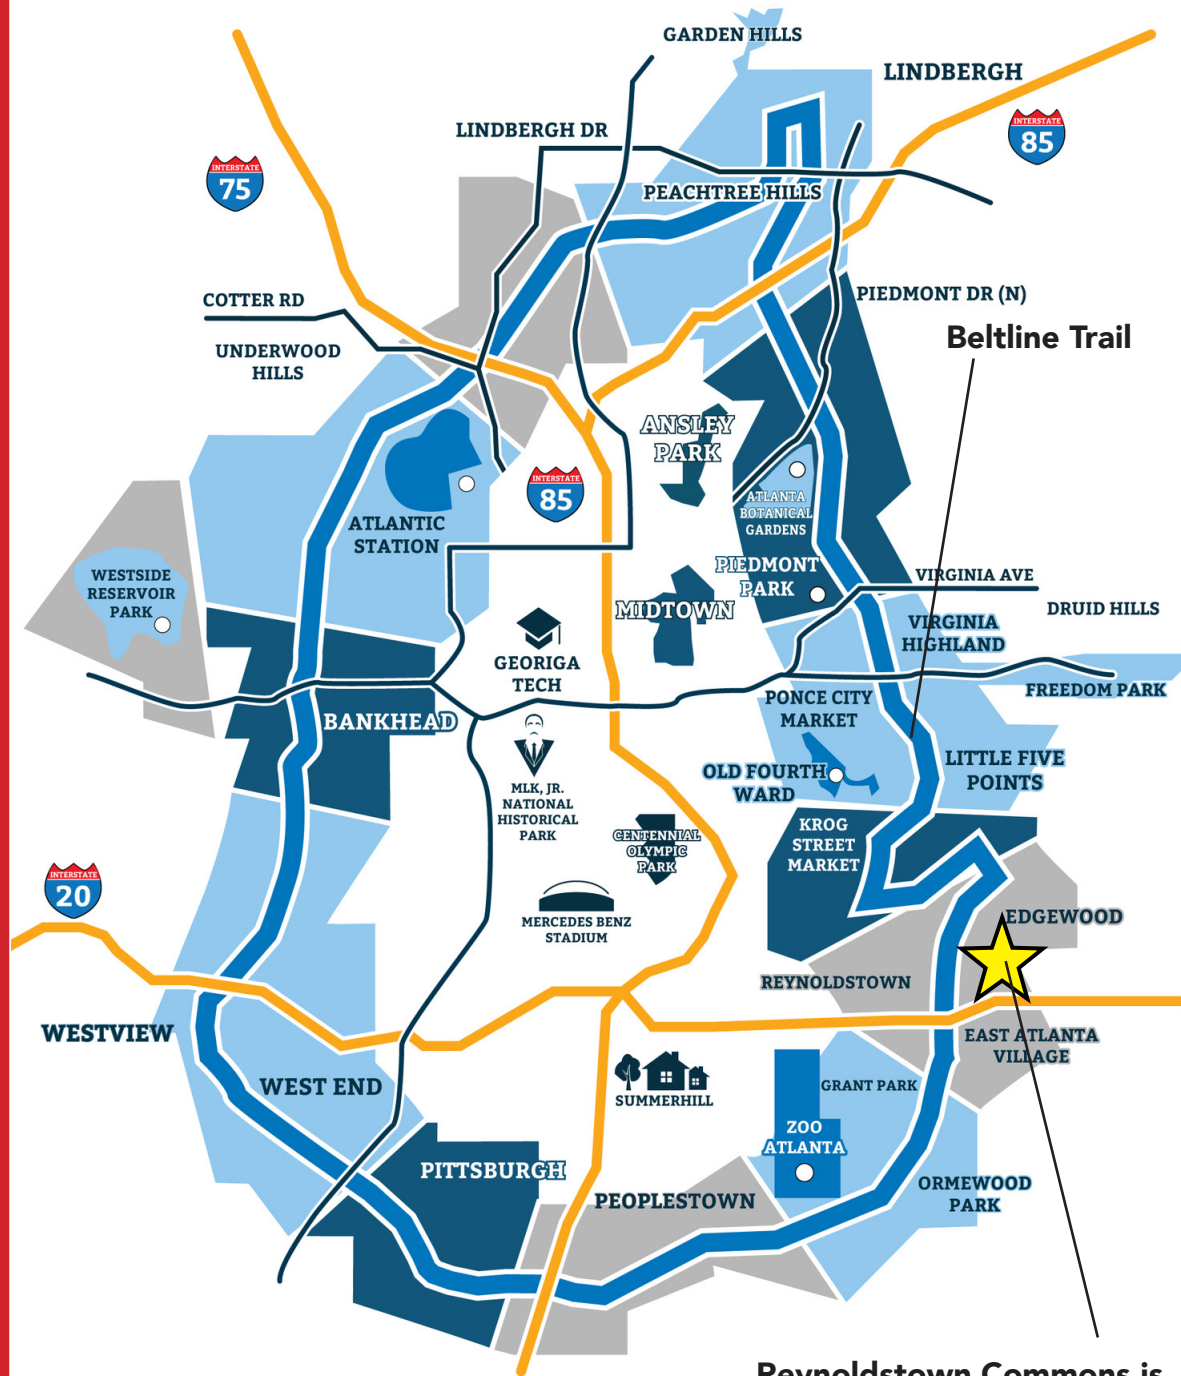 GARDEN HILLS
LINDBERGH
INTERSTATE
85
LINDBERGH DR
INTERSTATE
75
PEACHTREE HILLS
COTTER RD
PIEDMONT DR (N)
Beltline Trail
UNDERWOOD
HILLS
ANSLEY
PARK
INTERSTATE
85
ATLANTA
BOTANICAL
GARDENS
ATLANTIC
STATION
WESTSIDE
RESERVOIR
PARK
PIEDMONT
PARK
VIRGINIA AVE
MIDTOWN
DRUID HILLS
VIRGINIA
HIGHLAND
GEORIGA
TECH
FREEDOM PARK
PONCE CITY
MARKET
BANKHEAD
LITTLE FIVE
POINTS
OLD FOURTH
WARD
MLK, JR.
NATIONAL
HISTORICAL
PARK
CENTENNIAL
OLYMPIC
PARK
KROG
STREET
MARKET
INTERSTATE
20
MERCEDES BENZ
STADIUM
EDGEWOOD
REYNOLDSTOWN
WESTVIEW
EAST ATLANTA
VILLAGE
WEST END
GRANT PARK
SUMMERHILL
ZOO
ATLANTA
PITTSBURGH
PEOPLESTOWN
ORMEWOOD
PARK
Reynoldstown Commons is